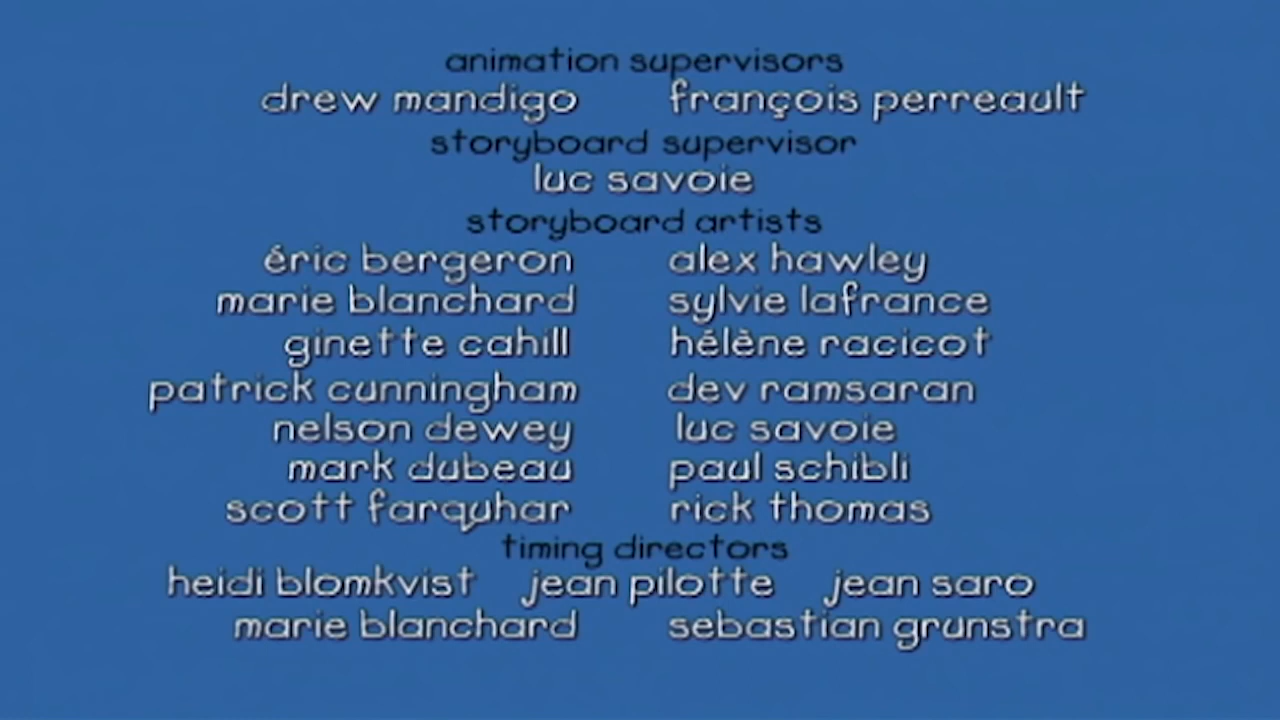 animation supervisors
drew mandigo françois perreault
storyboard supervisor
luc savoie
storyboard artists
éric bergeron alex hawley
marie blanchard sylvie lafrance
ginette cahill hélène racicot
patrick cunningham dev ramsaran
nelson dewey luc savoie
mark dubeau paul schibli
scott farquhar rick thomas
timing directors
heidi blomkvist jean pilotte jean saro
marie blanchard sebastian grunstra